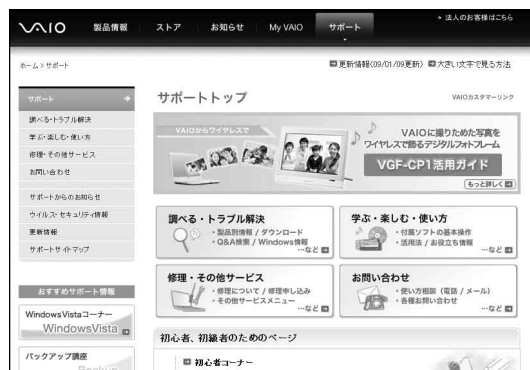 VAIO 製品情報 ストア お知らせ My VAIO サポート
法人のお客様はこちら
ホーム > サポート
更新情報(09/01/09更新) 大きい文字で見る方法
サポート
調べる・トラブル解決
学ぶ・楽しむ・使い方
修理・その他サービス
お問い合わせ
サポートからのお知らせ
ウイルス・セキュリティ情報
更新情報
サポートサイトマップ
おすすめサポート情報
Windows Vistaコーナー
WindowsVista
バックアップ講座
Backup
サポートトップ
VAIOカスタマーリンク
VAIOからワイヤレスで
VAIOに撮りためた写真を
ワイヤレスで飾るデジタルフォトフレーム
VGF-CP1活用ガイド
もっと詳しく
調べる・トラブル解決
・製品別情報 / ダウンロード
・Q&A検索 / Windows情報
…など
学ぶ・楽しむ・使い方
・付属ソフトの基本操作
・活用法 / お役立ち情報
…など
修理・その他サービス
・修理について / 修理申し込み
・その他サービスメニュー
…など
お問い合わせ
・使い方相談 (電話 / メール)
・各種お問い合わせ
…など
初心者、初級者のためのページ
初心者コーナー